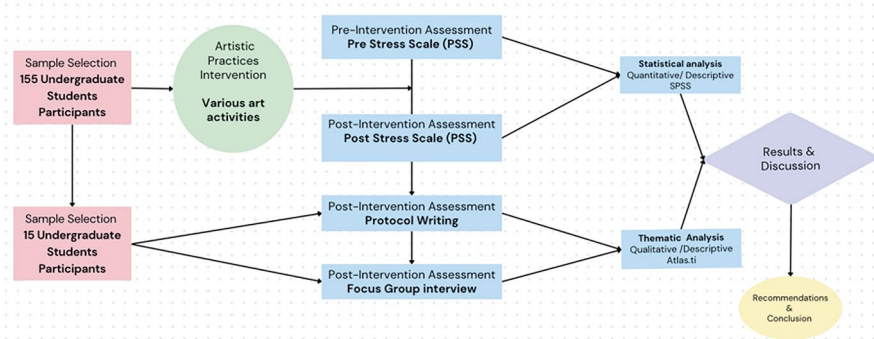 Sample Selection
155 Undergraduate
Students
Participants
Artistic
Practices
Intervention
Various art
activities
Pre-Intervention Assessment
Pre Stress Scale (PSS)
Post-Intervention Assessment
Post Stress Scale (PSS)
Statistical analysis
Quantitative/ Descriptive
SPSS
Results &
Discussion
Sample Selection
15 Undergraduate
Students
Participants
Post-Intervention Assessment
Protocol Writing
Post-Intervention Assessment
Focus Group interview
Thematic Analysis
Qualitative /Descriptive
Atlas.ti
Recommendations
&
Conclusion